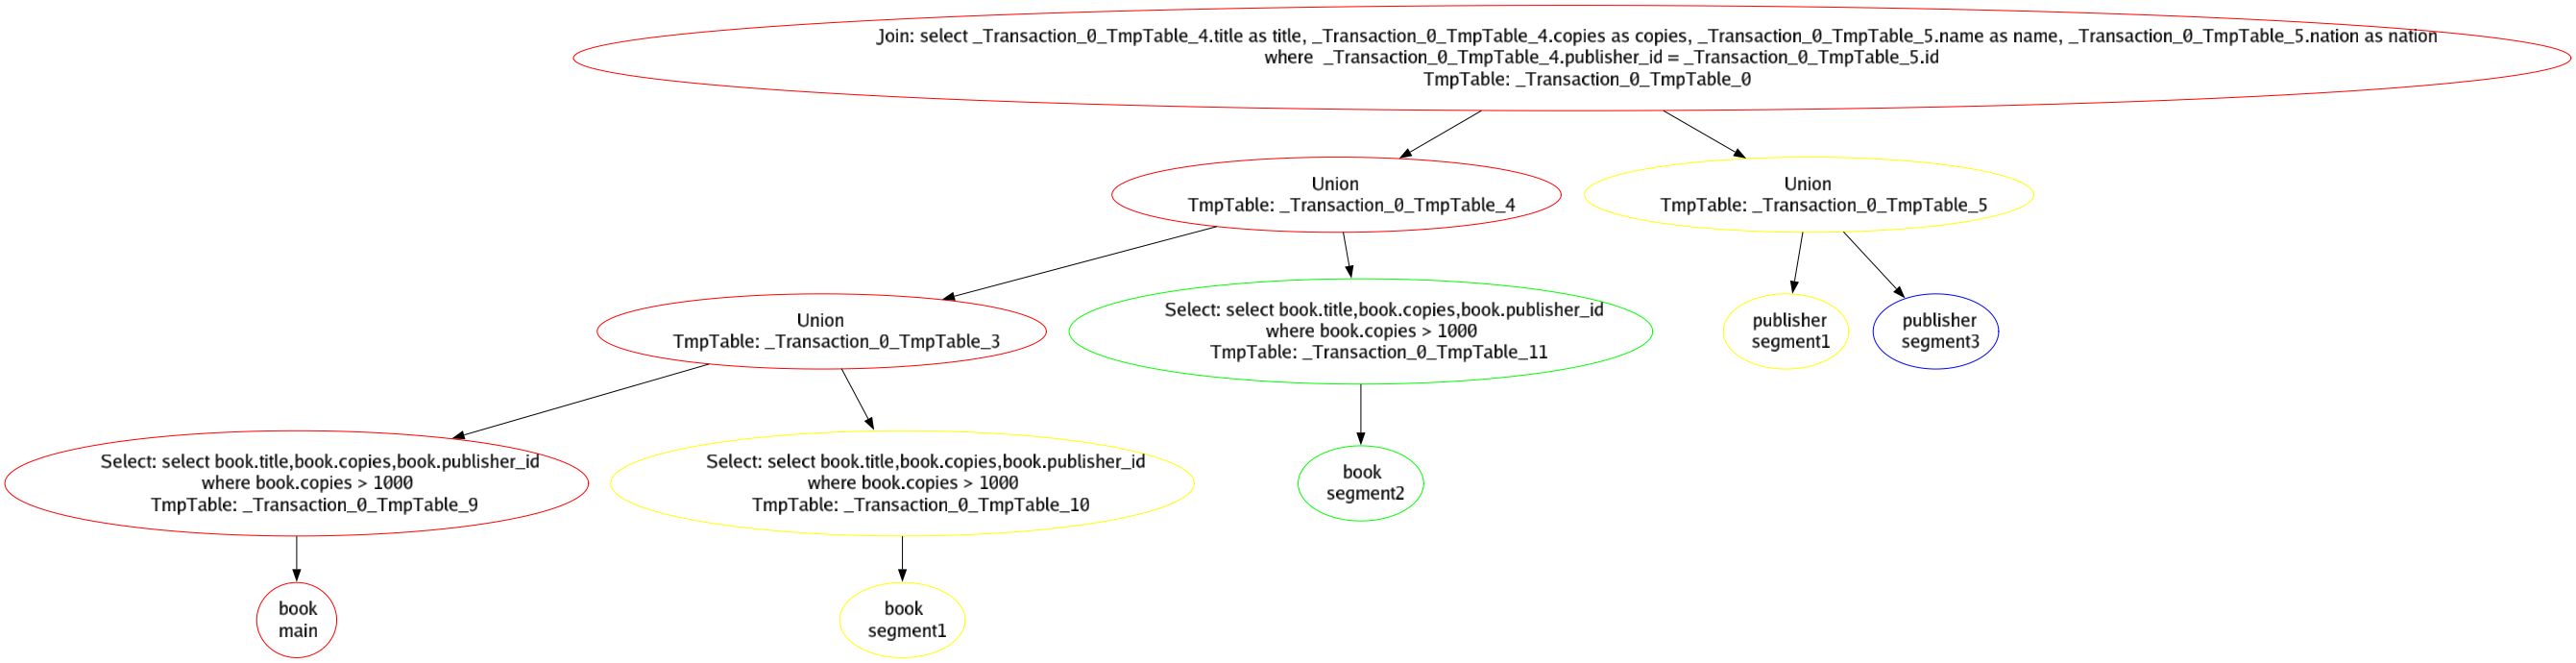 Join: select _Transaction_0_TmpTable_4.title as title, _Transaction_0_TmpTable_4.copies as copies, _Transaction_0_TmpTable_5.name as name, _Transaction_0_TmpTable_5.nation as nation
where _Transaction_0_TmpTable_4.publisher_id = _Transaction_0_TmpTable_5.id
TmpTable: _Transaction_0_TmpTable_0
Union
TmpTable: _Transaction_0_TmpTable_4
Union
TmpTable: _Transaction_0_TmpTable_5
Union
TmpTable: _Transaction_0_TmpTable_3
Select: select book.title,book.copies,book.publisher_id
where book.copies > 1000
TmpTable: _Transaction_0_TmpTable_11
publisher
segment1
publisher
segment3
Select: select book.title,book.copies,book.publisher_id
where book.copies > 1000
TmpTable: _Transaction_0_TmpTable_9
Select: select book.title,book.copies,book.publisher_id
where book.copies > 1000
TmpTable: _Transaction_0_TmpTable_10
book
segment2
book
main
book
segment1